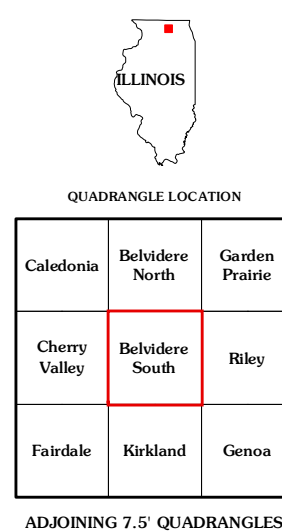 ILLINOIS
QUADRANGLE LOCATION
Caledonia
Belvidere
North
Garden
Prairie
Cherry
Valley
Belvidere
South
Riley
Fairdale
Kirkland
Genoa
ADJOINING 7.5' QUADRANGLES